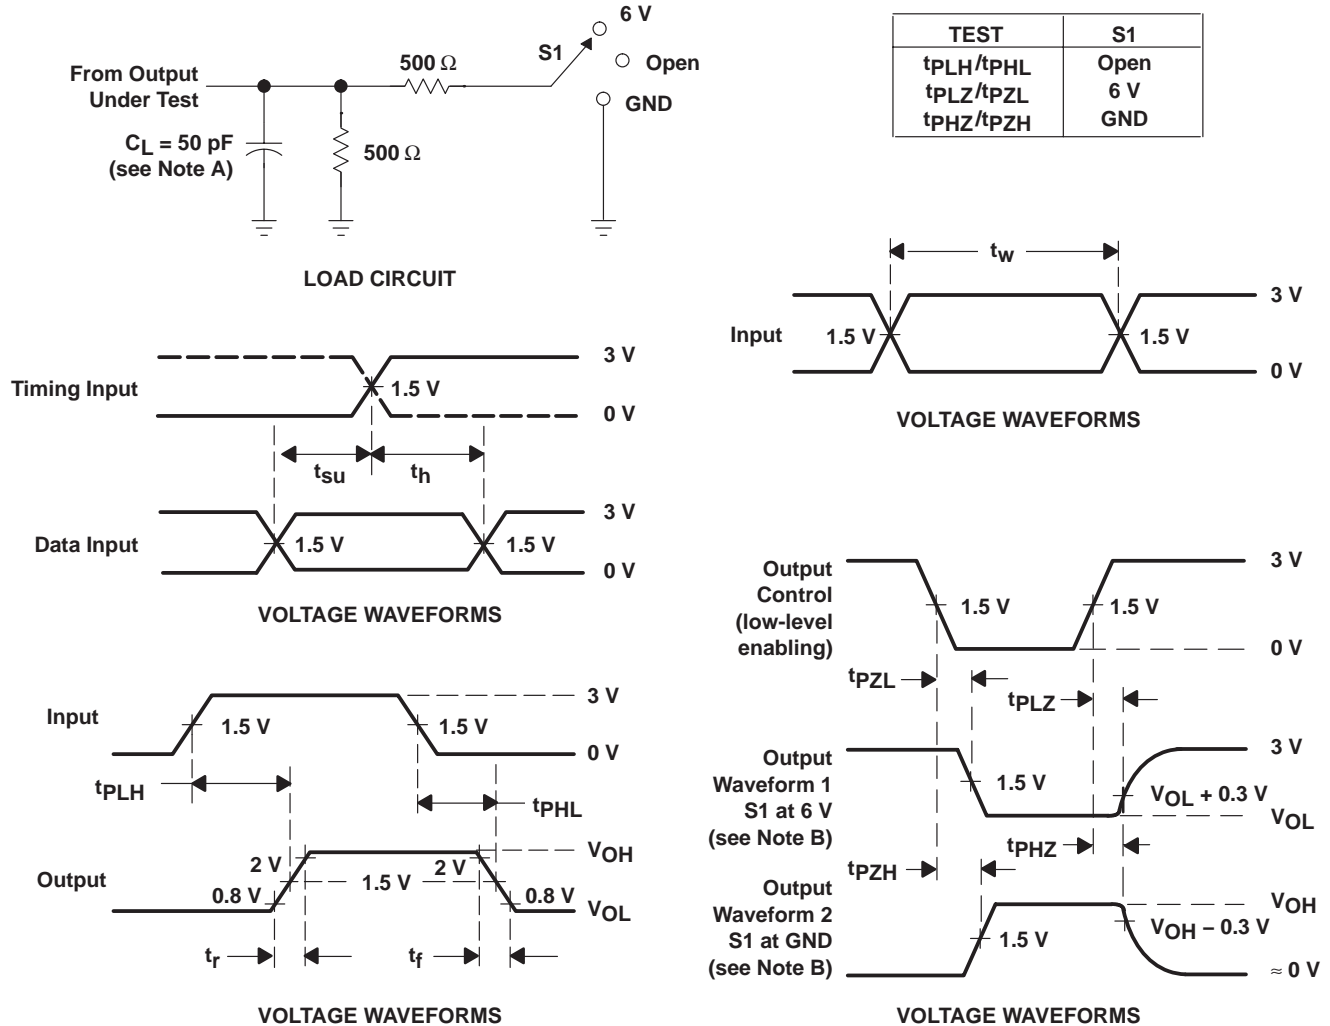 6 V
S1
Open
GND
500 Ω
From Output
Under Test
CL = 50 pF
(see Note A)
500 Ω
LOAD CIRCUIT
TEST S1
tPLH/tPHL Open
tPLZ/tPZL 6 V
tPHZ/tPZH GND
tw
3 V
Input
1.5 V
1.5 V
0 V
VOLTAGE WAVEFORMS
3 V
Timing Input
1.5 V
0 V
tsu
th
3 V
Data Input
1.5 V
1.5 V
0 V
VOLTAGE WAVEFORMS
3 V
Input
1.5 V
1.5 V
0 V
tPLH
tPHL
VOH
2 V
2 V
Output
1.5 V
0.8 V
0.8 V
VOL
tr
tf
VOLTAGE WAVEFORMS
Output
Control
(low-level
enabling)
3 V
1.5 V
1.5 V
0 V
tPZL
tPLZ
Output
Waveform 1
S1 at 6 V
(see Note B)
3 V
1.5 V
VOL + 0.3 V
VOL
tPHZ
tPZH
Output
Waveform 2
S1 at GND
(see Note B)
VOH
VOH − 0.3 V
1.5 V
≈ 0 V
VOLTAGE WAVEFORMS